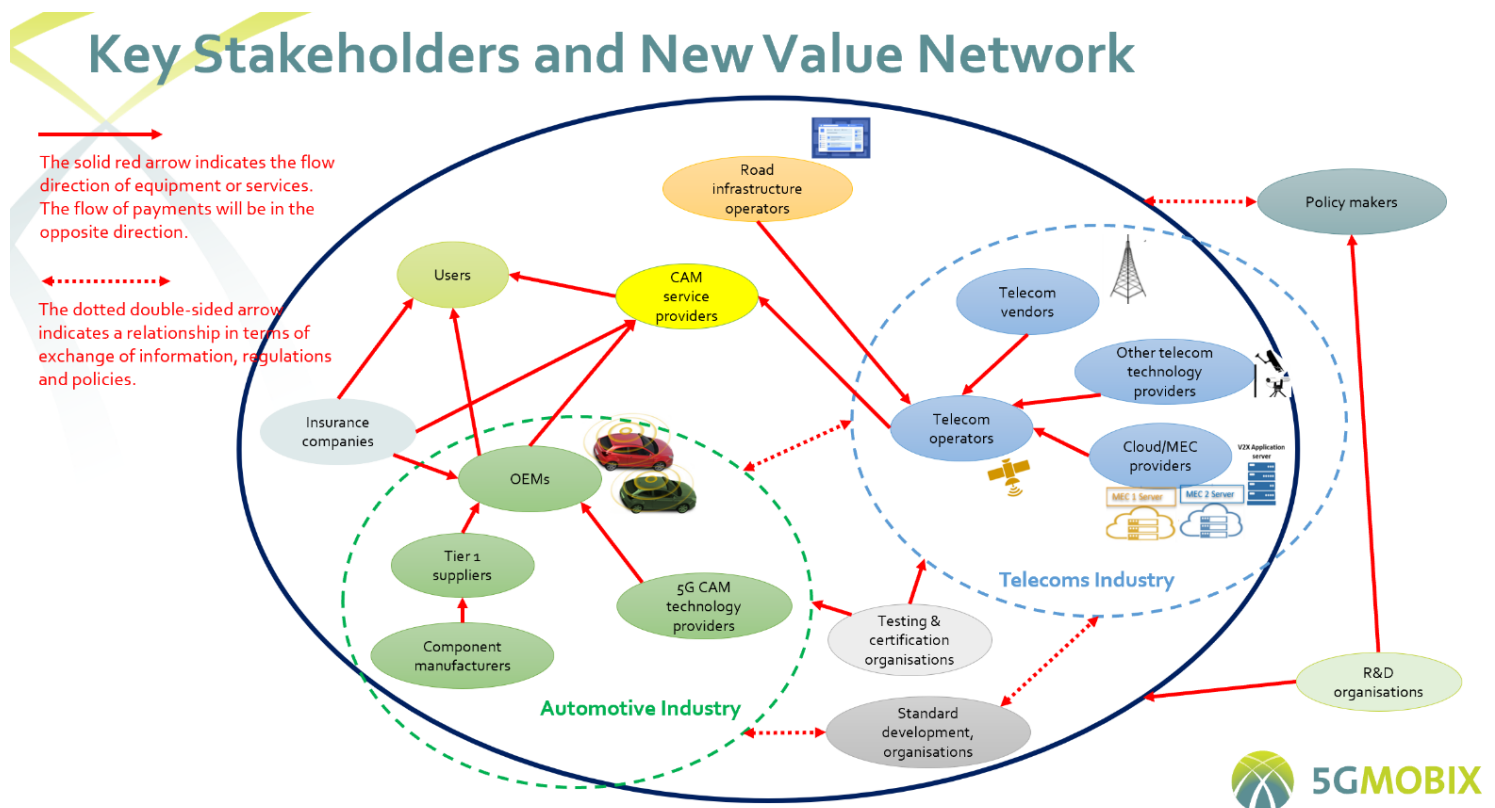 Key Stakeholders and New Value Network
The solid red arrow indicates the flow
direction of equipment or services.
The flow of payments will be in the
opposite direction.
The dotted double-sided arrow
indicates a relationship in terms of
exchange of information, regulations
and policies.
Road
infrastructure
operators
Policy makers
Users
CAM
service
providers
Telecom
vendors
Other telecom
technology
providers
Insurance
companies
Telecom
operators
Cloud/MEC
providers
V2X Application
server
MEC 1 Server
MEC 2 Server
OEMs
Tier 1
suppliers
5G CAM
technology
providers
Component
manufacturers
Automotive Industry
Telecoms Industry
Testing &
certification
organisations
Standard
development,
organisations
R&D
organisations
5GMOBIX